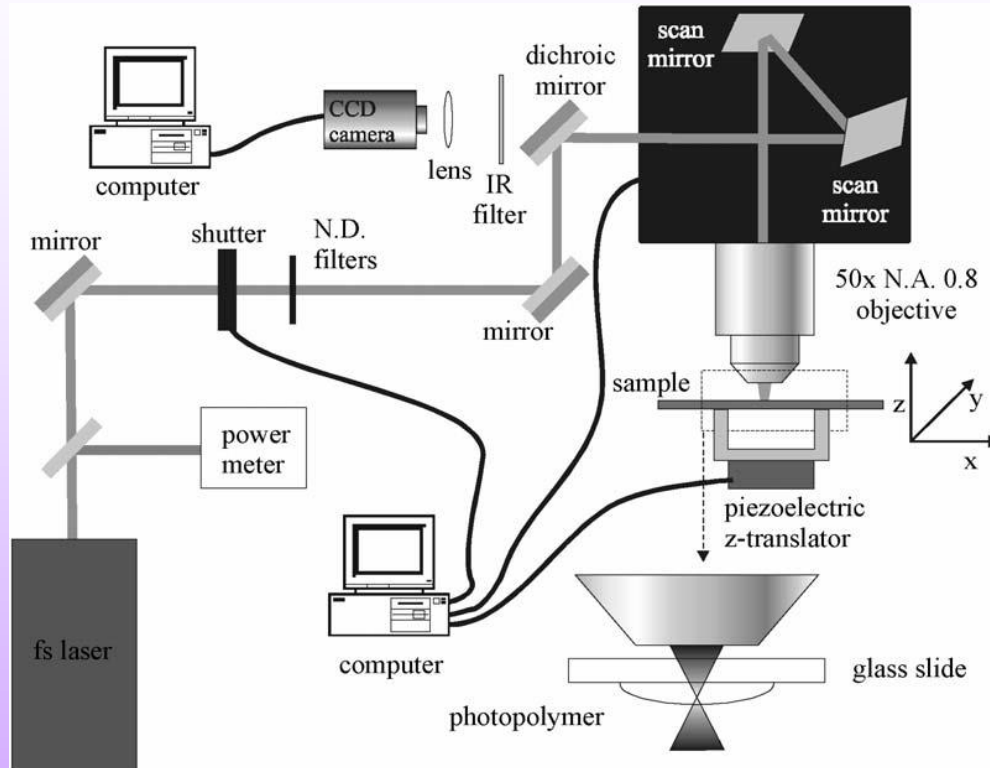 scan
mirror
dichroic
mirror
CCD
camera
computer
lens
IR
filter
scan
mirror
mirror
shutter
N.D.
filters
mirror
50x N.A. 0.8
objective
sample
z
y
x
power
meter
piezoelectric
z-translator
fs laser
computer
glass slide
photopolymer